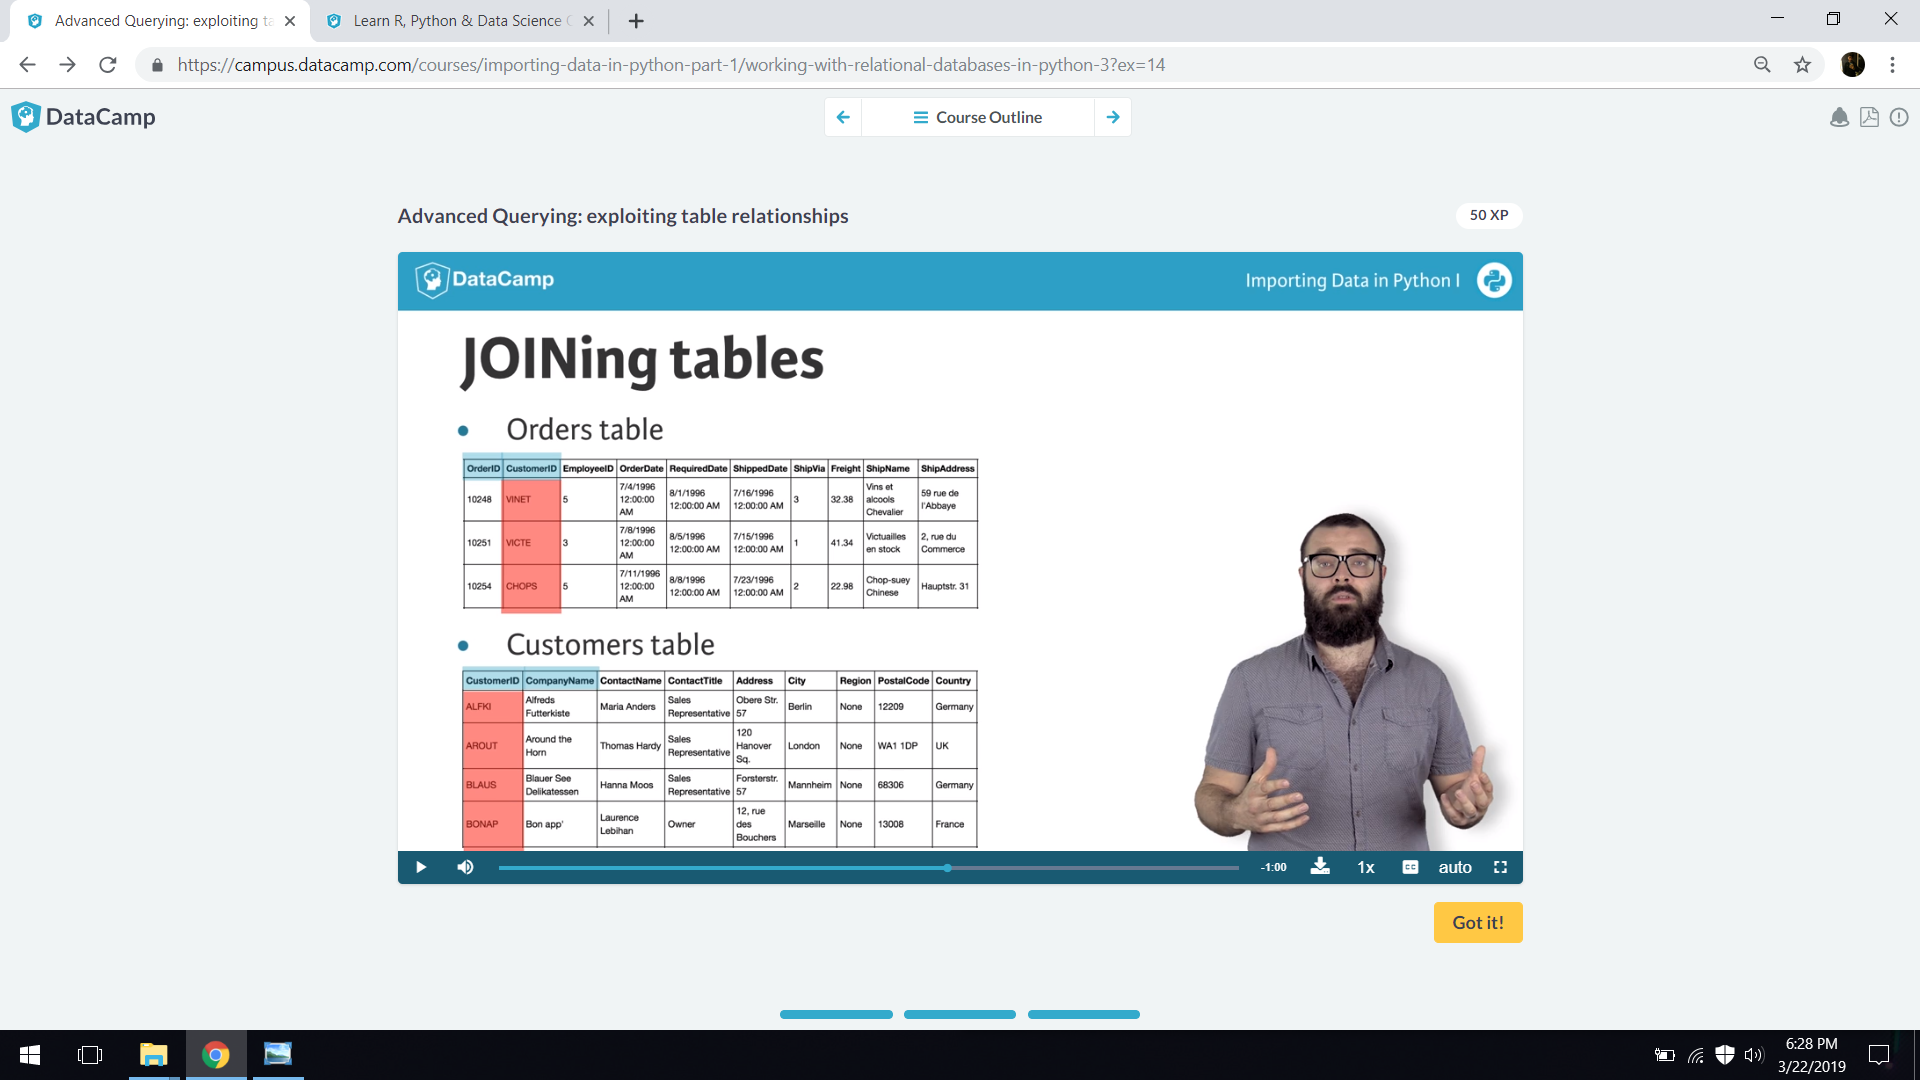 Advanced Querying: exploiting ta
Learn R, Python & Data Science
https://campus.datacamp.com/courses/importing-data-in-python-part-1/working-with-relational-databases-in-python-3?ex=14
DataCamp
Course Outline
Advanced Querying: exploiting table relationships
50 XP
DataCamp
Importing Data in Python I
JOINing tables
• Orders table
OrderID CustomerID EmployeeID OrderDate RequiredDate ShippedDate ShipVia Freight ShipName ShipAddress
10248 VINET 5 7/4/1996 12:00:00 AM 8/1/1996 12:00:00 AM 7/16/1996 12:00:00 AM 3 32.38 Vins et alcools Chevalier 59 rue de l'Abbaye
10251 VICTE 3 7/8/1996 12:00:00 AM 8/5/1996 12:00:00 AM 7/15/1996 12:00:00 AM 1 41.34 Victuailles en stock 2, rue du Commerce
10254 CHOPS 5 7/11/1996 12:00:00 AM 8/8/1996 12:00:00 AM 7/23/1996 12:00:00 AM 2 22.98 Chop-suey Chinese Hauptstr. 31
• Customers table
CustomerID CompanyName ContactName ContactTitle Address City Region PostalCode Country
ALFKI Alfreds Futterkiste Maria Anders Sales Representative Obere Str. 57 Berlin None 12209 Germany
AROUT Around the Horn Thomas Hardy Sales Representative 120 Hanover Sq. London None WA1 1DP UK
BLAUS Blauer See Delikatessen Hanna Moos Sales Representative Forsterstr. 57 Mannheim None 68306 Germany
BONAP Bon app' Laurence Lebihan Owner 12, rue des Bouchers Marseille None 13008 France
-1:00
1x
CC
auto
Got it!
6:28 PM
3/22/2019